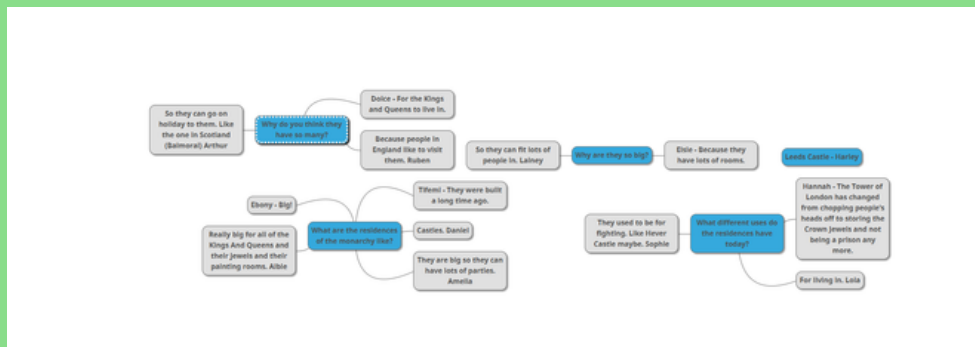 So they can go on
holiday to them. Like
the one in Scotland
(Balmoral) Arthur
Why do you think they
have so many?
Dolce - For the Kings
and Queens to live in.
Because people in
England like to visit
them. Ruben
So they can fit lots of
people in. Lainey
Why are they so big?
Elsie - Because they
have lots of rooms.
Leeds Castle - Harley
Ebony - Big!
Really big for all of the
Kings And Queens and
their jewels and their
painting rooms. Albie
What are the residences
of the monarchy like?
Tifemi - They were built
a long time ago.
Castles. Daniel
They are big so they can
have lots of parties.
Amelia
They used to be for
fighting. Like Hever
Castle maybe. Sophie
What different uses do
the residences have
today?
Hannah - The Tower of
London has changed
from chopping people's
heads off to storing the
Crown Jewels and not
being a prison any
more.
For living in. Lola